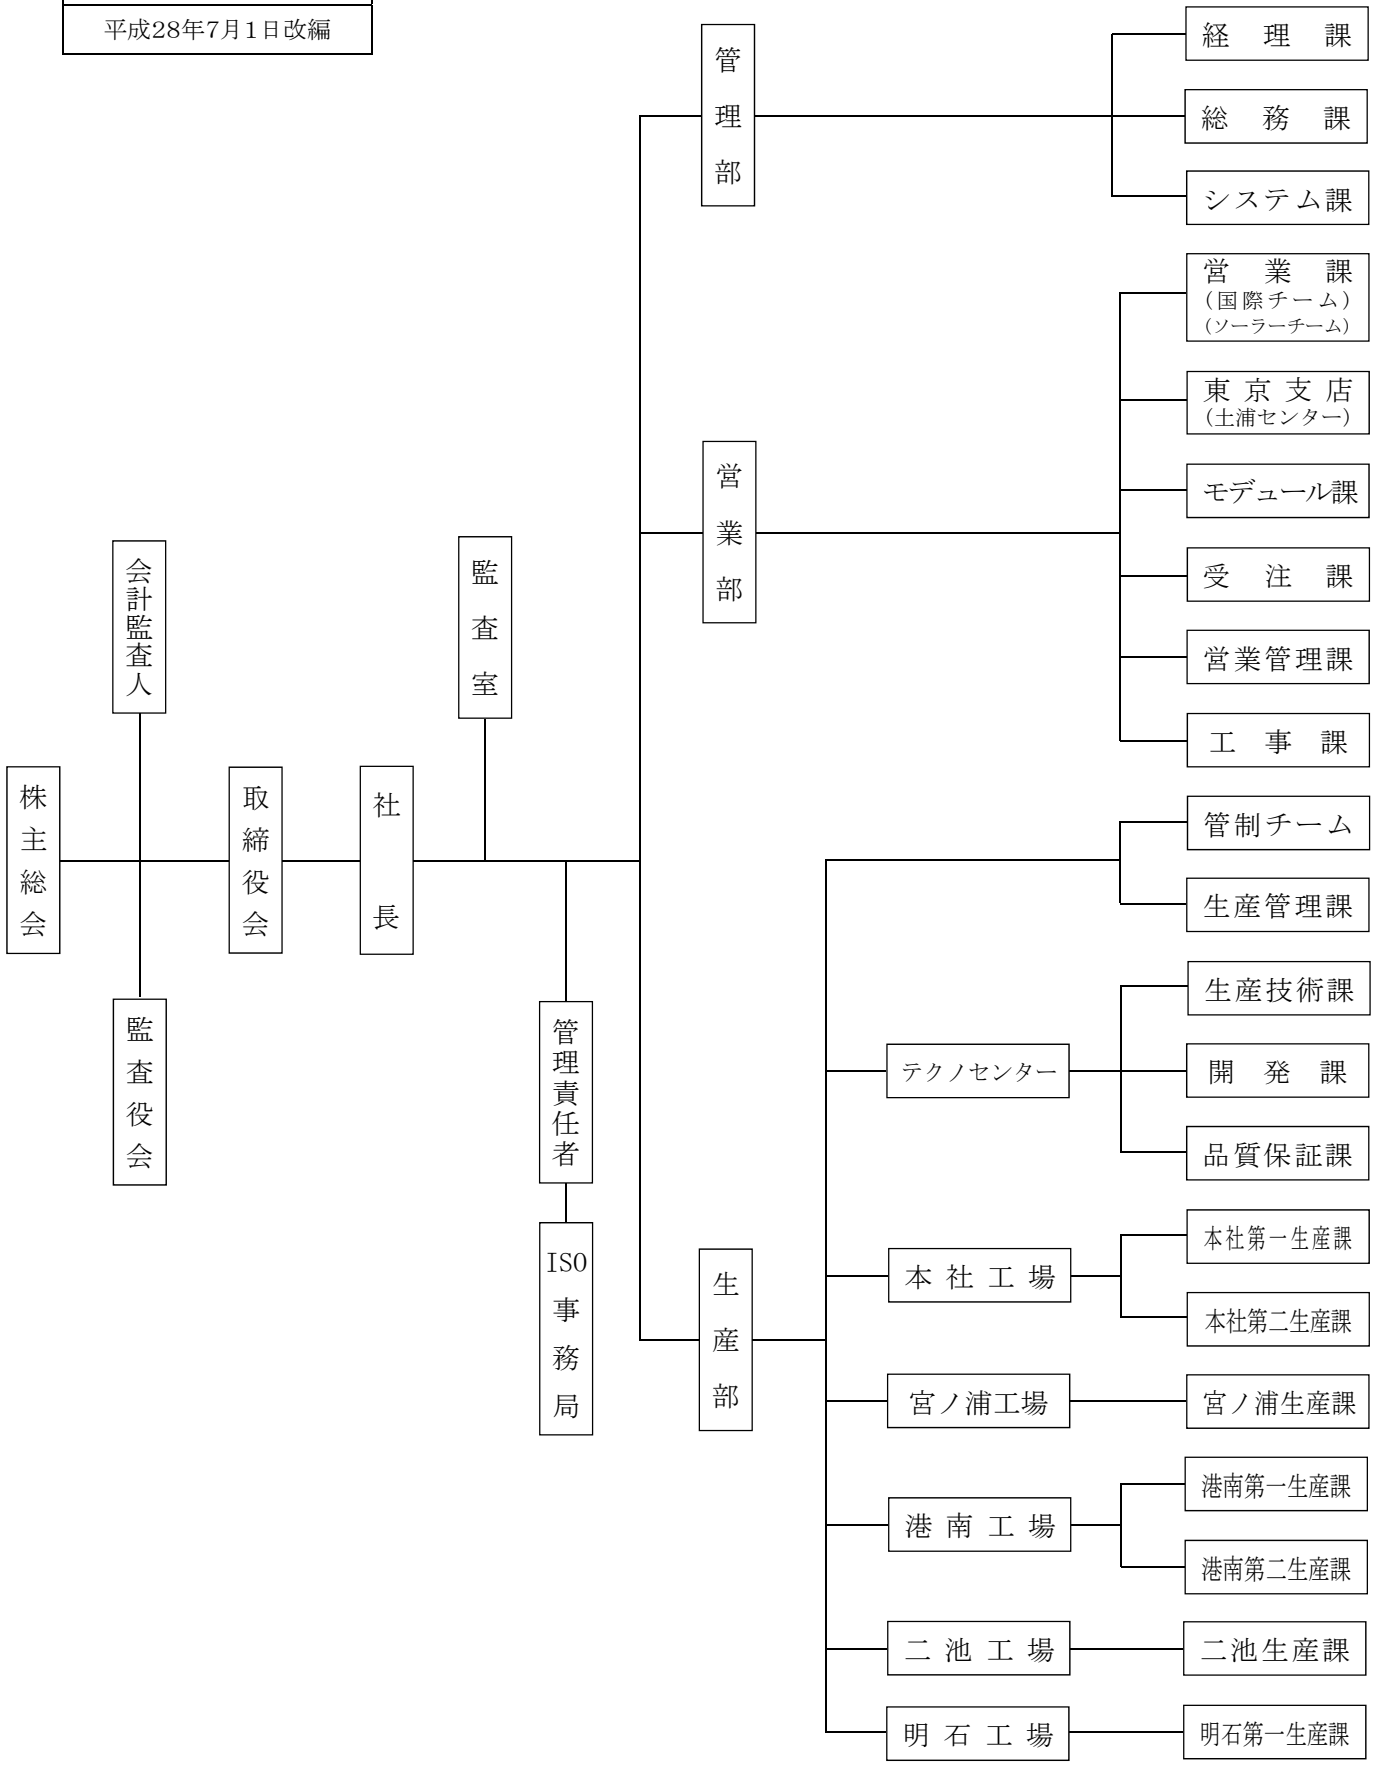 平成28年7月1日改編
株主総会
会計監査人
監査役会
取締役会
社長
監査室
管理責任者
ISO事務局
管理部
経理課
総務課
システム課
営業部
営業課
(国際チーム)
(ソーラーチーム)
東京支店
(土浦センター)
モデュール課
受注課
営業管理課
工事課
生産部
管制チーム
生産管理課
テクノセンター
生産技術課
開発課
品質保証課
本社工場
本社第一生産課
本社第二生産課
宮ノ浦工場
宮ノ浦生産課
港南工場
港南第一生産課
港南第二生産課
二池工場
二池生産課
明石工場
明石第一生産課